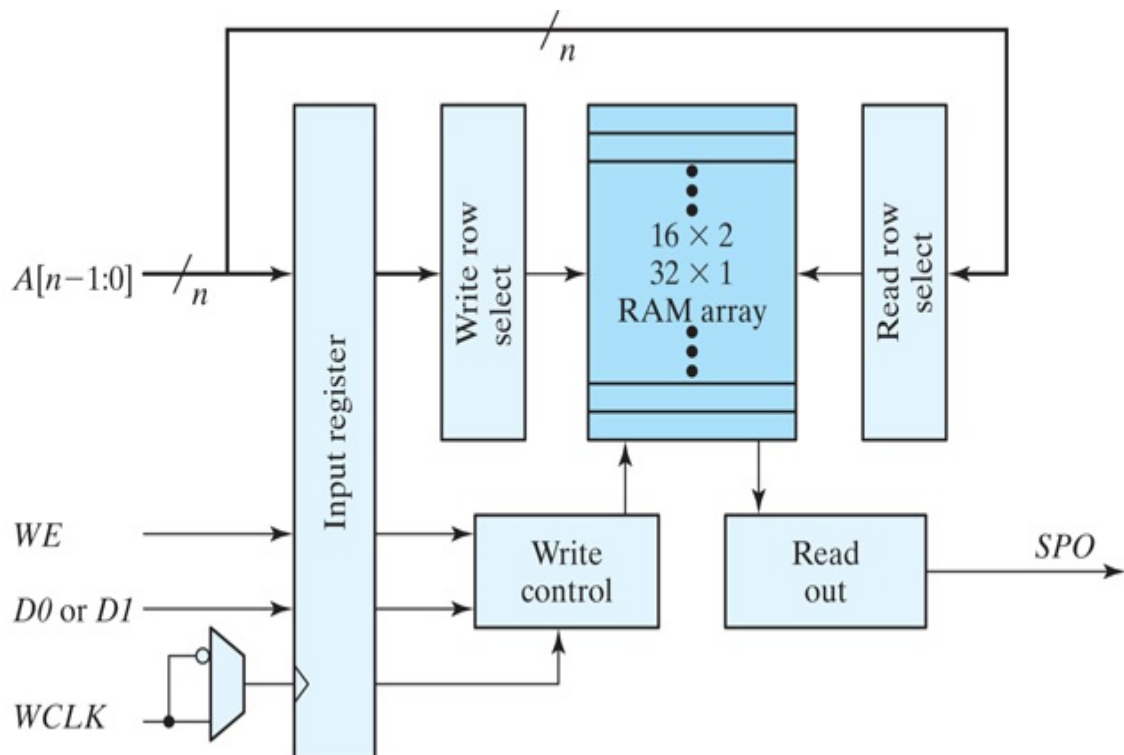 n
A[n−1:0]
n
Input register
Write row
select
16 × 2
32 × 1
RAM array
Read row
select
WE
D0 or D1
WCLK
Write
control
Read
out
SPO